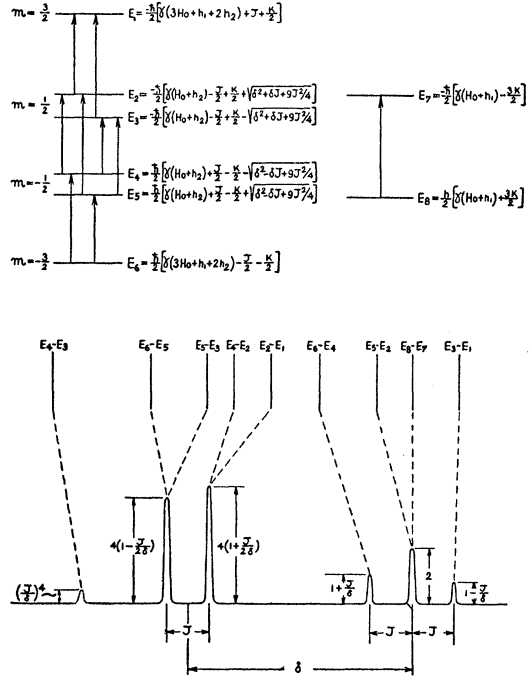 m = 3/2 E₁ = -ħ/2[γ(3H₀+h₁+2h₂)+J+K/2]
m = 1/2 E₂ = -ħ/2[γ(H₀+h₂)-J/2+K/2+√(δ²+δJ+9J²/4)] E₇ = -ħ/2[γ(H₀+h₁)-3K/2]
E₃ = -ħ/2[γ(H₀+h₂)-J/2+K/2-√(δ²+δJ+9J²/4)]
m = -1/2 E₄ = ħ/2[γ(H₀+h₂)+J/2-K/2-√(δ²-δJ+9J²/4)]
E₅ = ħ/2[γ(H₀+h₂)+J/2-K/2+√(δ²-δJ+9J²/4)] E₈ = ħ/2[γ(H₀+h₁)+3K/2]
m = -3/2 E₆ = ħ/2[γ(3H₀+h₁+2h₂)-J/2-K/2]
E₄-E₃ E₆-E₅ E₅-E₃ E₄-E₂ E₂-E₁ E₆-E₄ E₅-E₂ E₈-E₇ E₃-E₁
4(1-J/2δ) 4(1+J/2δ)
(J/δ)⁴ 1+J/δ 2 1-J/δ
J J J
δ